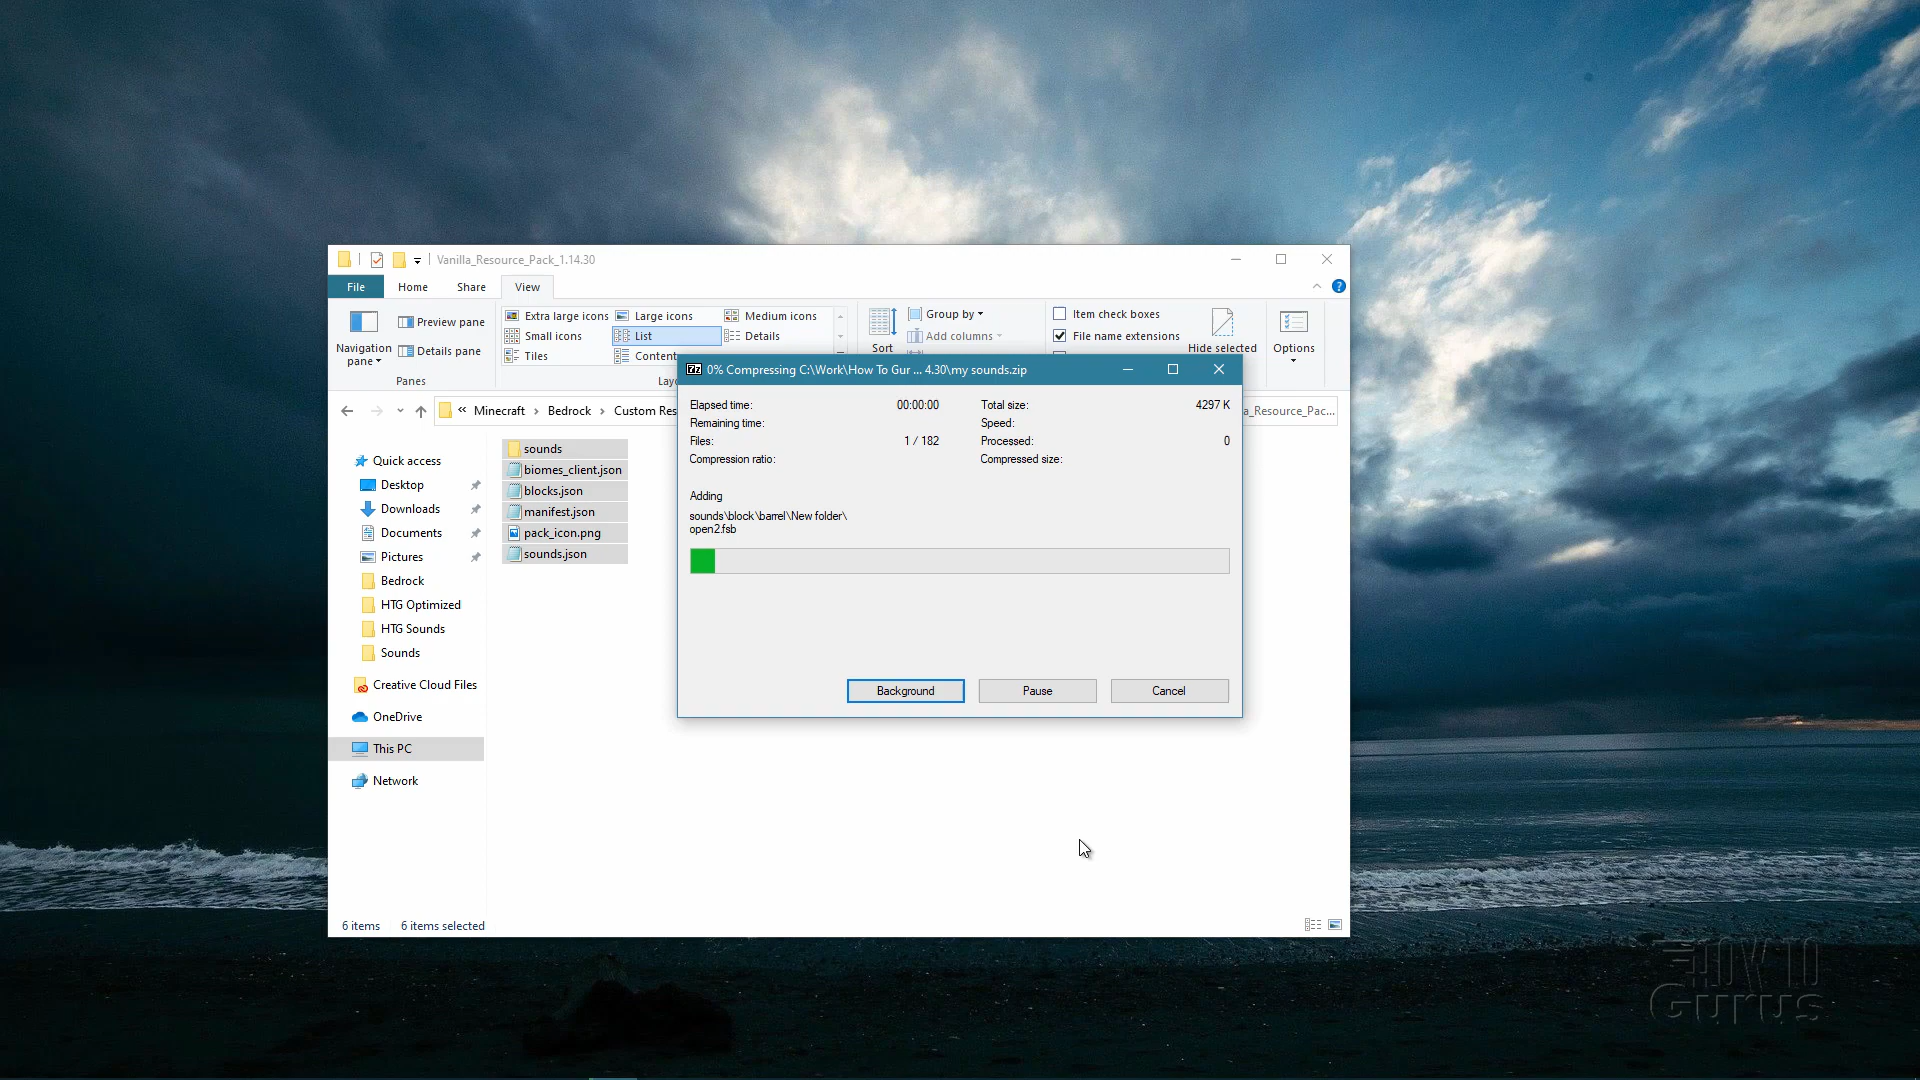 Vanilla_Resource_Pack_1.14.30
File Home Share View
Navigation pane
Preview pane
Details pane
Panes
Extra large icons Large icons Medium icons
Small icons List Details
Tiles Content
Sort
Group by
Add columns
Item check boxes
File name extensions
Hide selected
Options
« Minecraft › Bedrock › Custom Res
a_Resource_Pac...
Quick access
Desktop
Downloads
Documents
Pictures
Bedrock
HTG Optimized
HTG Sounds
Sounds
Creative Cloud Files
OneDrive
This PC
Network
sounds
biomes_client.json
blocks.json
manifest.json
pack_icon.png
sounds.json
7z 0% Compressing C:\Work\How To Gur ... 4.30\my sounds.zip
Elapsed time: 00:00:00 Total size: 4297 K
Remaining time: Speed:
Files: 1 / 182 Processed: 0
Compression ratio: Compressed size:
Adding
sounds\block\barrel\New folder\
open2.fsb
Background Pause Cancel
6 items 6 items selected
HOW TO
GURUS